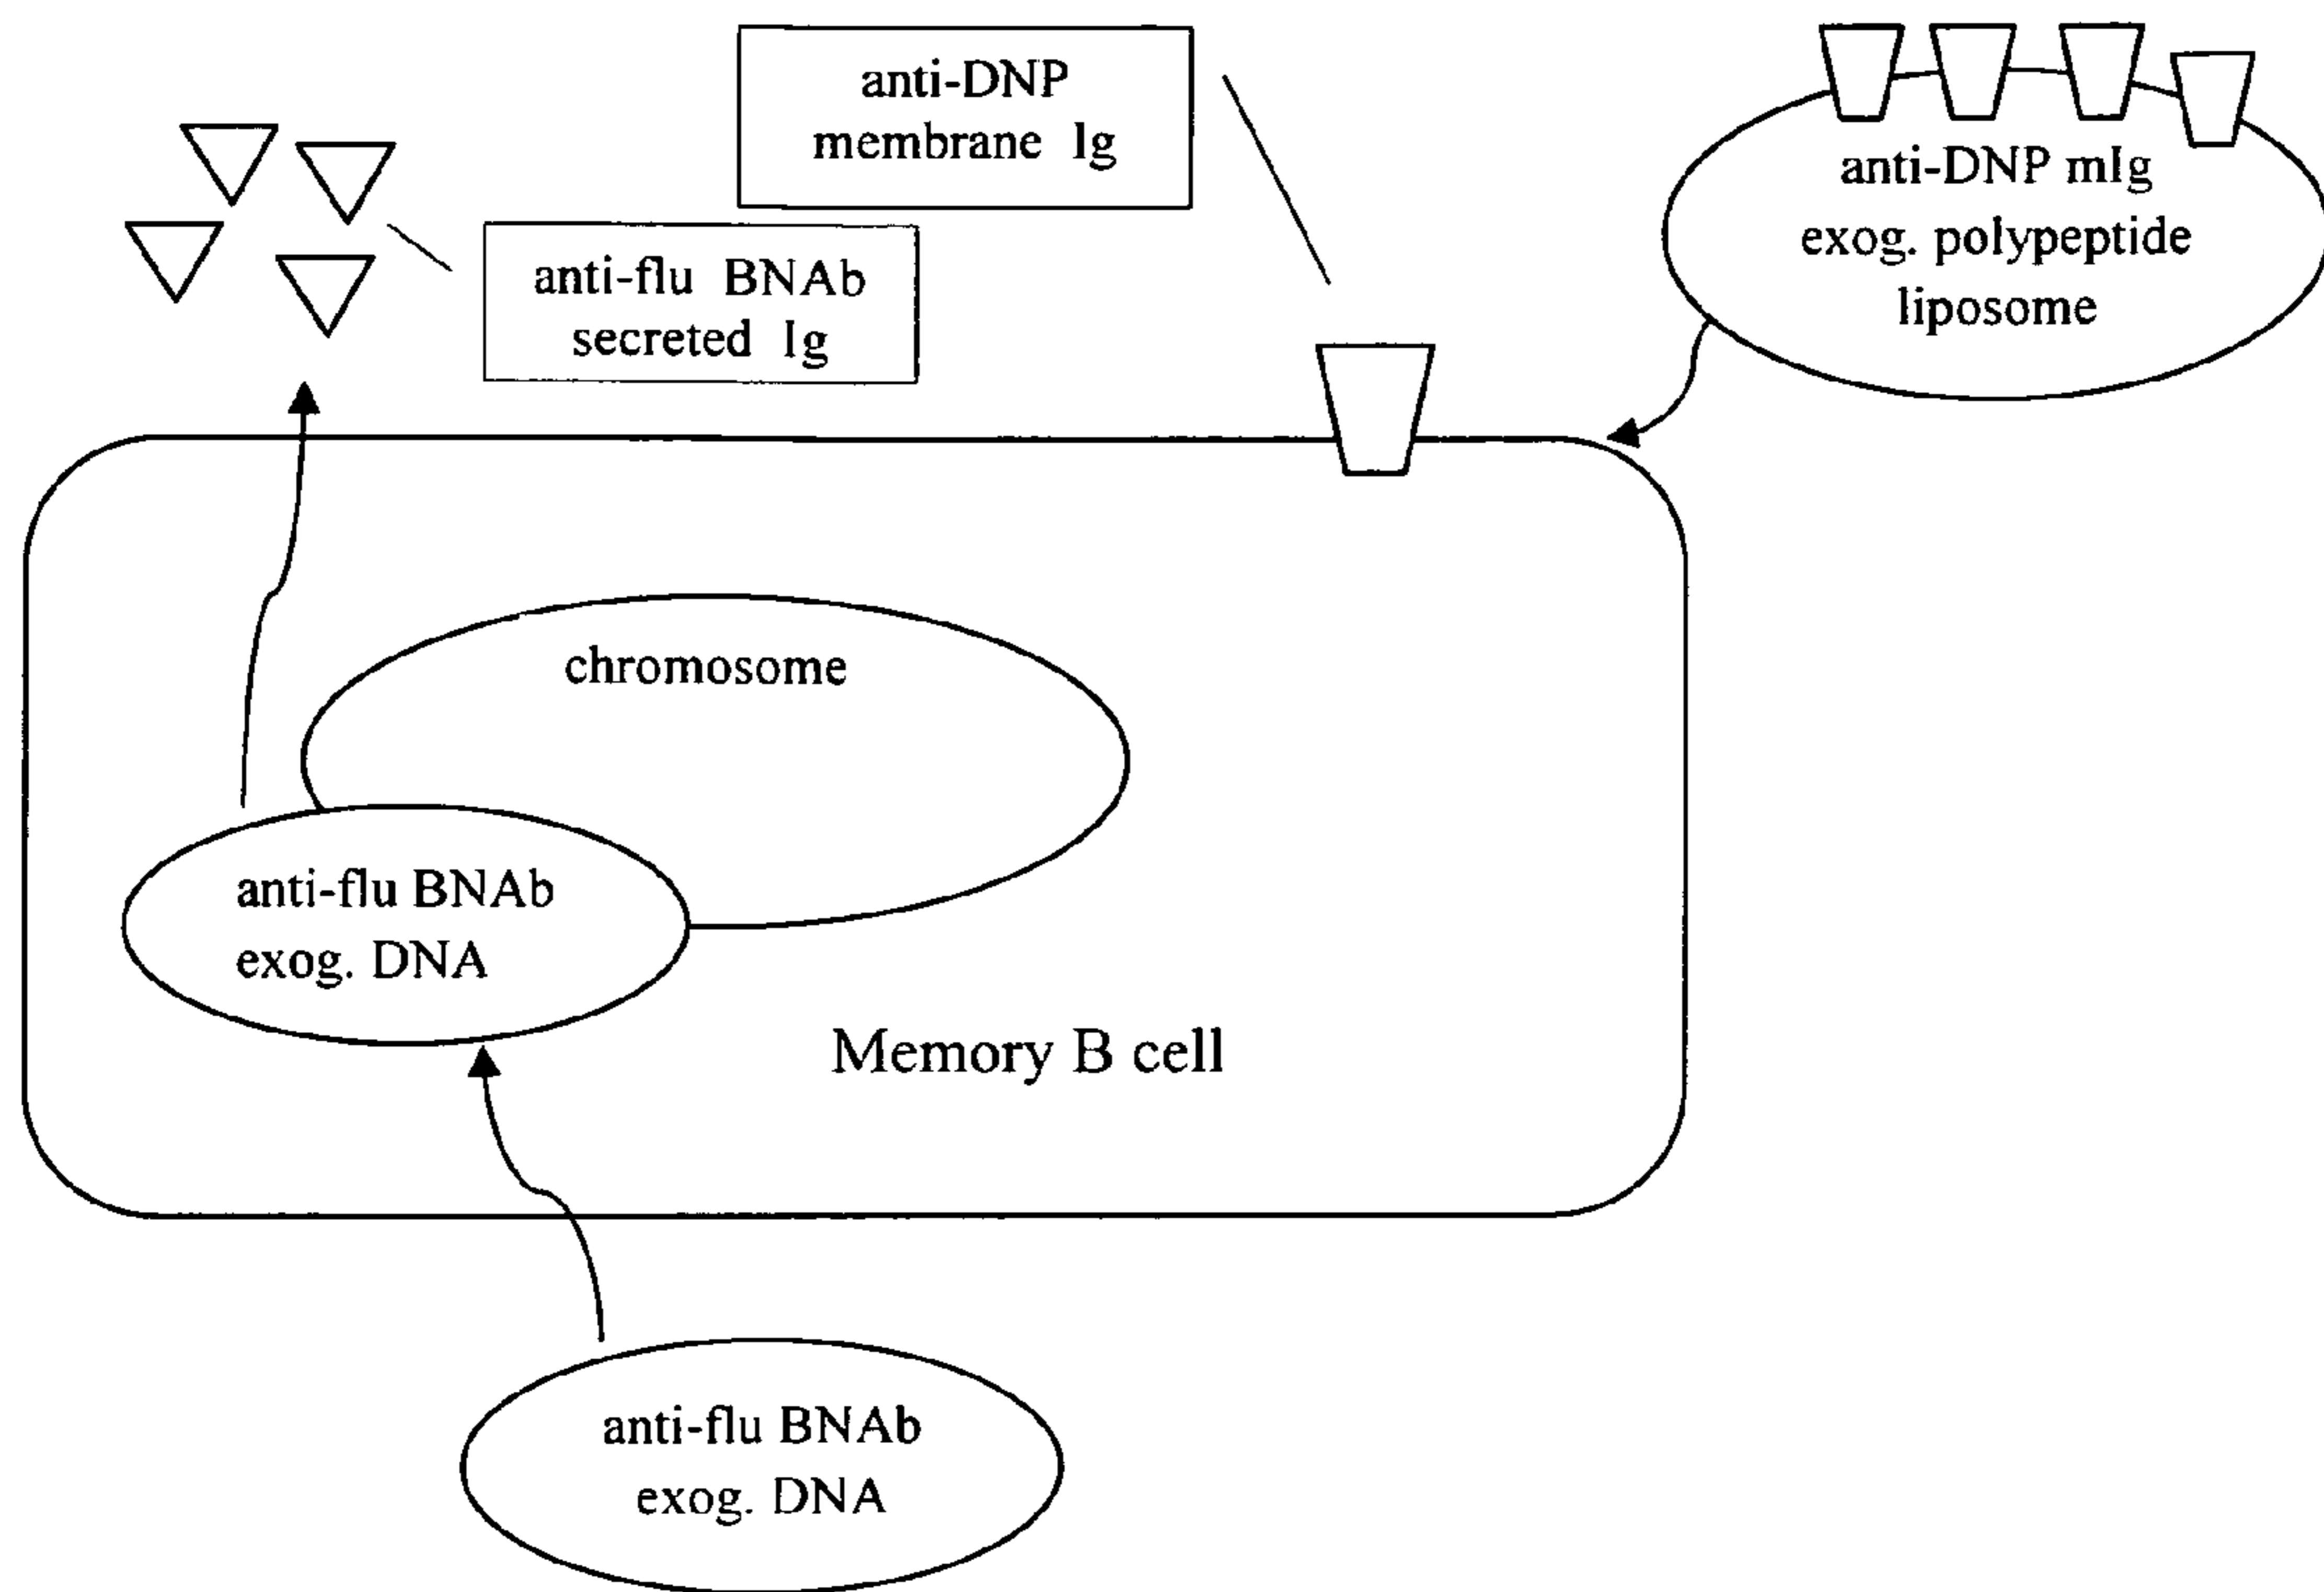 anti-DNP
membrane Ig
anti-flu BNAb
secreted Ig
anti-DNP mIg
exog. polypeptide
liposome
chromosome
anti-flu BNAb
exog. DNA
Memory B cell
anti-flu BNAb
exog. DNA